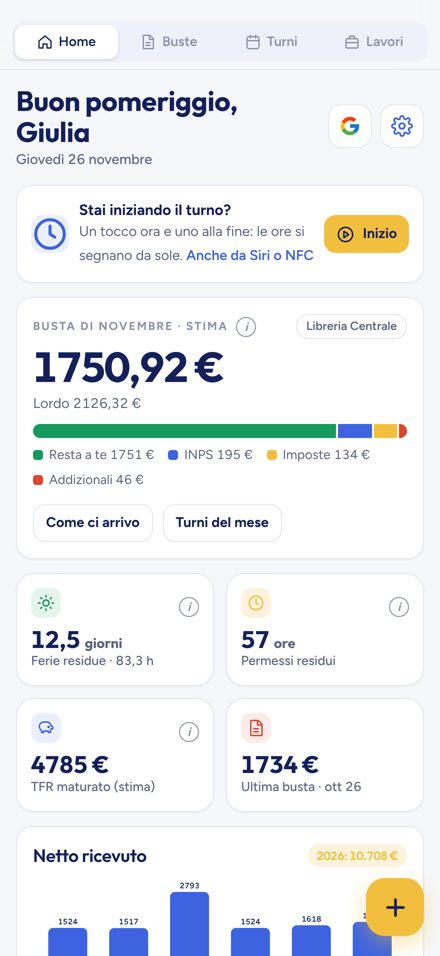 Home Buste Turni Lavori
Buon pomeriggio,
Giulia
Giovedì 26 novembre
Stai iniziando il turno?
Un tocco ora e uno alla fine: le ore si
segnano da sole. Anche da Siri o NFC
Inizio
BUSTA DI NOVEMBRE · STIMA i Libreria Centrale
1750,92 €
Lordo 2126,32 €
Resta a te 1751 € INPS 195 € Imposte 134 €
Addizionali 46 €
Come ci arrivo Turni del mese
i
12,5 giorni
Ferie residue · 83,3 h
i
57 ore
Permessi residui
i
4785 €
TFR maturato (stima)
1734 €
Ultima busta · ott 26
Netto ricevuto 2026: 10.708 €
2793
1524 1517 1524 1618